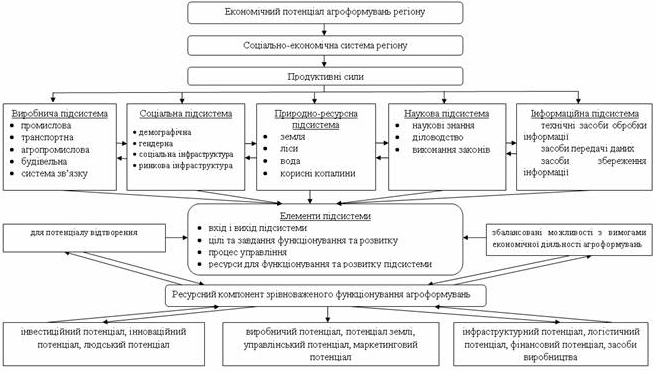 Економічний потенціал агроформувань регіону
Соціально-економічна система регіону
Продуктивні сили
Виробнича підсистема
промислова
транспортна
агропромислова
будівельна
система зв’язку
Соціальна підсистема
демографічна
гендерна
соціальна інфраструктура
ринкова інфраструктура
Природно-ресурсна
підсистема
земля
ліси
вода
корисні копалини
Наукова підсистема
наукові знання
діловодство
виконання законів
Інформаційна підсистема
технічні засоби обробки
інформації
засоби передачі даних
засоби збереження
інформації
Елементи підсистеми
вхід і вихід підсистеми
цілі та завдання функціонування та розвитку
процес управління
ресурси для функціонування та розвитку підсистеми
для потенціалу відтворення
збалансовані можливості з вимогами
економічної діяльності агроформувань
Ресурсний компонент зрівноваженого функціонування агроформувань
інвестиційний потенціал, інноваційний
потенціал, людський потенціал
виробничий потенціал, потенціал землі,
управлінський потенціал, маркетинговий
потенціал
інфраструктурний потенціал, логістичний
потенціал, фінансовий потенціал, засоби
виробництва